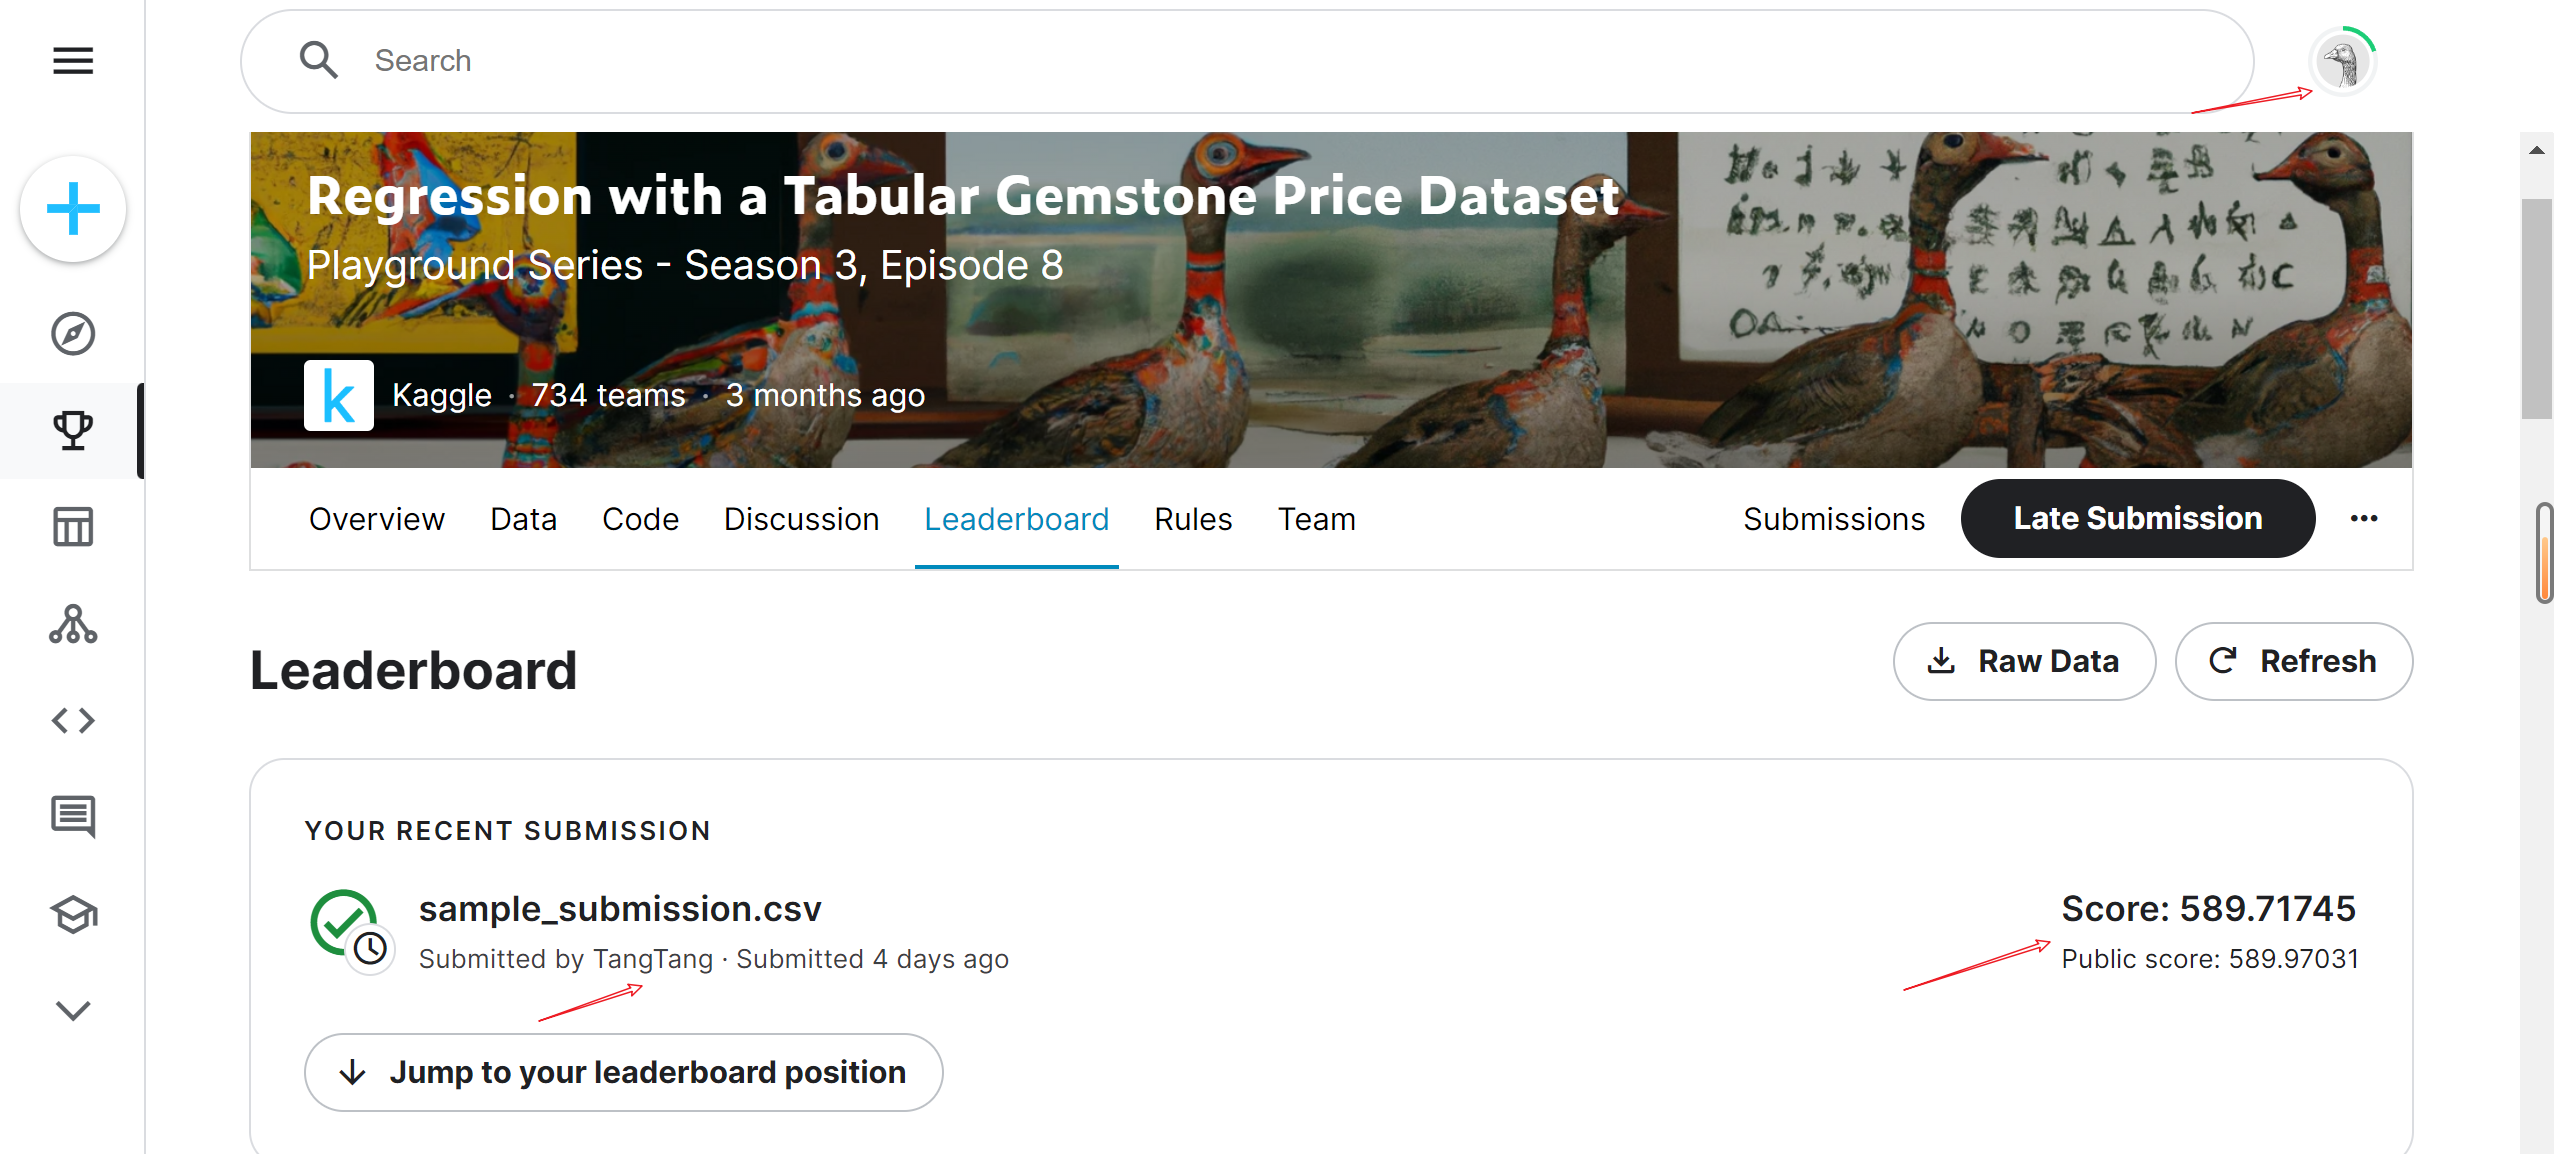 Search
Regression with a Tabular Gemstone Price Dataset
Playground Series - Season 3, Episode 8
k
Kaggle · 734 teams · 3 months ago
Overview Data Code Discussion Leaderboard Rules Team Submissions Late Submission
Leaderboard
Raw Data Refresh
YOUR RECENT SUBMISSION
sample_submission.csv
Score: 589.71745
Submitted by TangTang · Submitted 4 days ago
Public score: 589.97031
Jump to your leaderboard position